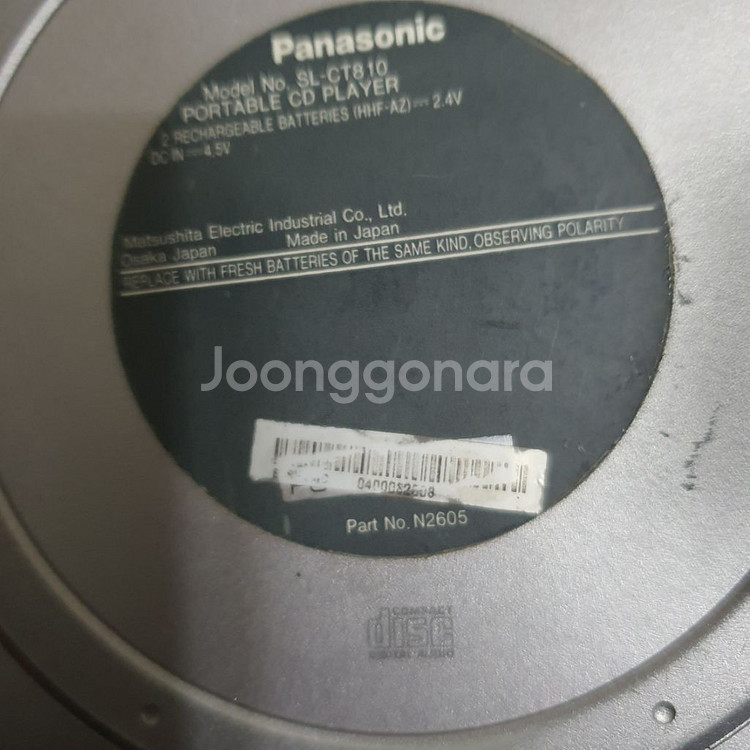 Panasonic
Model No. SL-CT810
PORTABLE CD PLAYER
2 RECHARGEABLE BATTERIES (HHF-AZ)⎓ 2.4V
DC IN ⎓4.5V
Matsushita Electric Industrial Co., Ltd.
Osaka Japan Made in Japan
REPLACE WITH FRESH BATTERIES OF THE SAME KIND, OBSERVING POLARITY
Joonggonara
Part No. N2605
COMPACT
disc
DIGITAL AUDIO